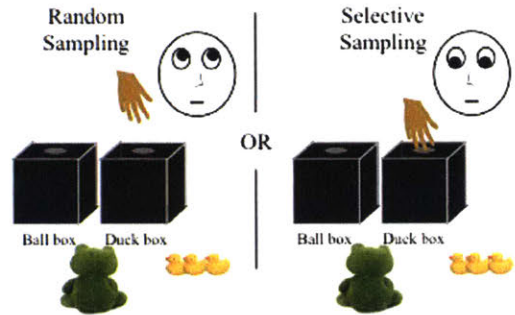 Random
Sampling
Selective
Sampling
OR
Ball box
Duck box
Ball box
Duck box